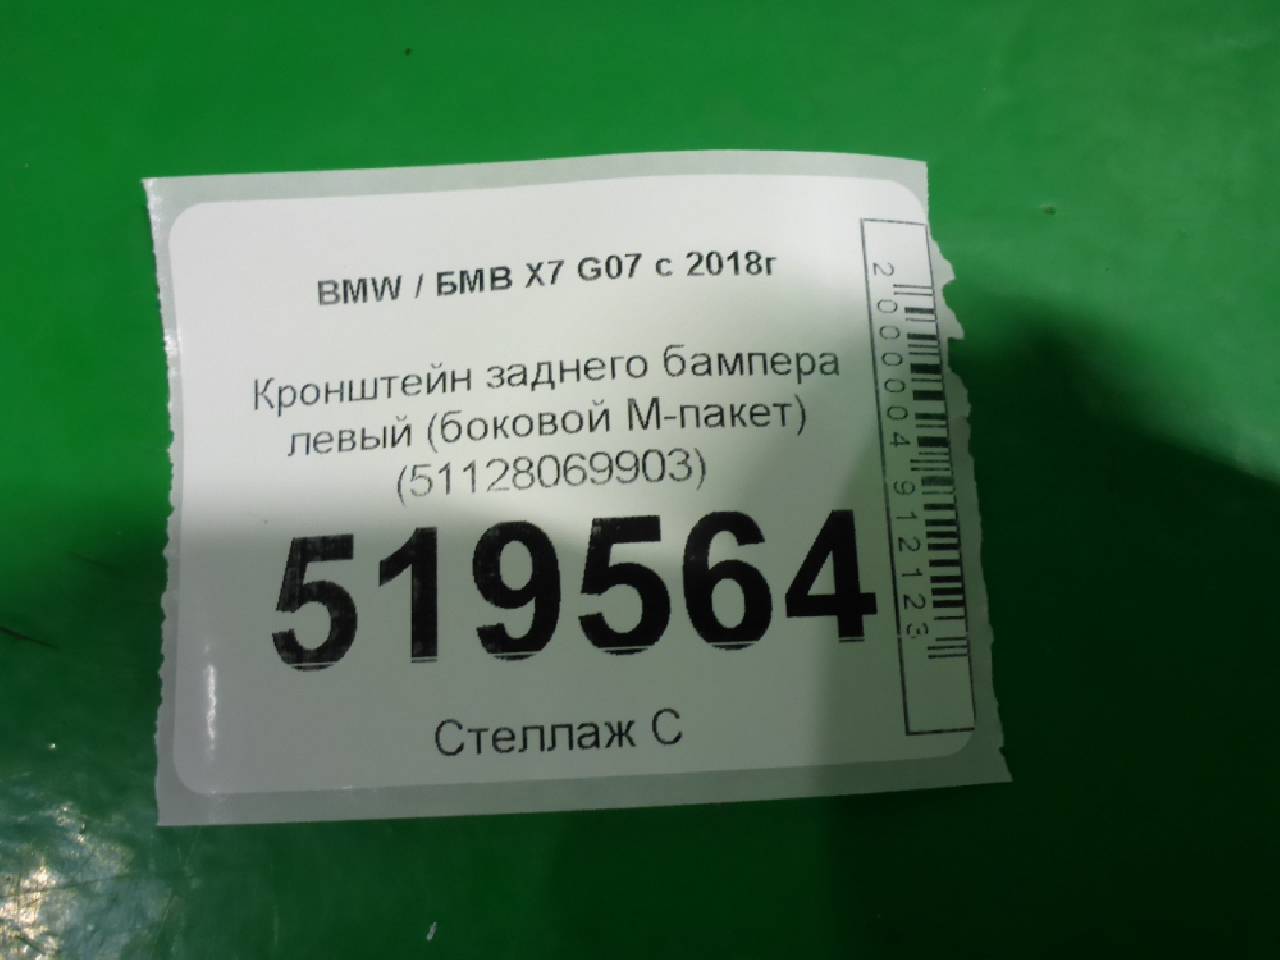 BMW / БМВ X7 G07 с 2018г
Кронштейн заднего бампера
левый (боковой М-пакет)
(51128069903)
519564
Стеллаж С
2000004912123